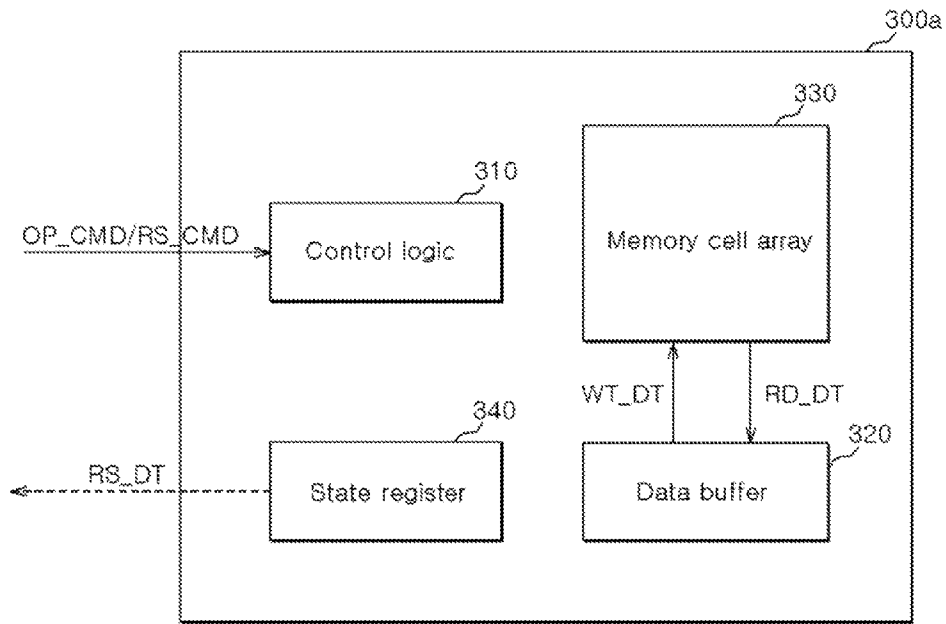 300a
330
310
OP_CMD/RS_CMD
Control logic
Memory cell array
WT_DT
RD_DT
340
320
RS_DT
State register
Data buffer